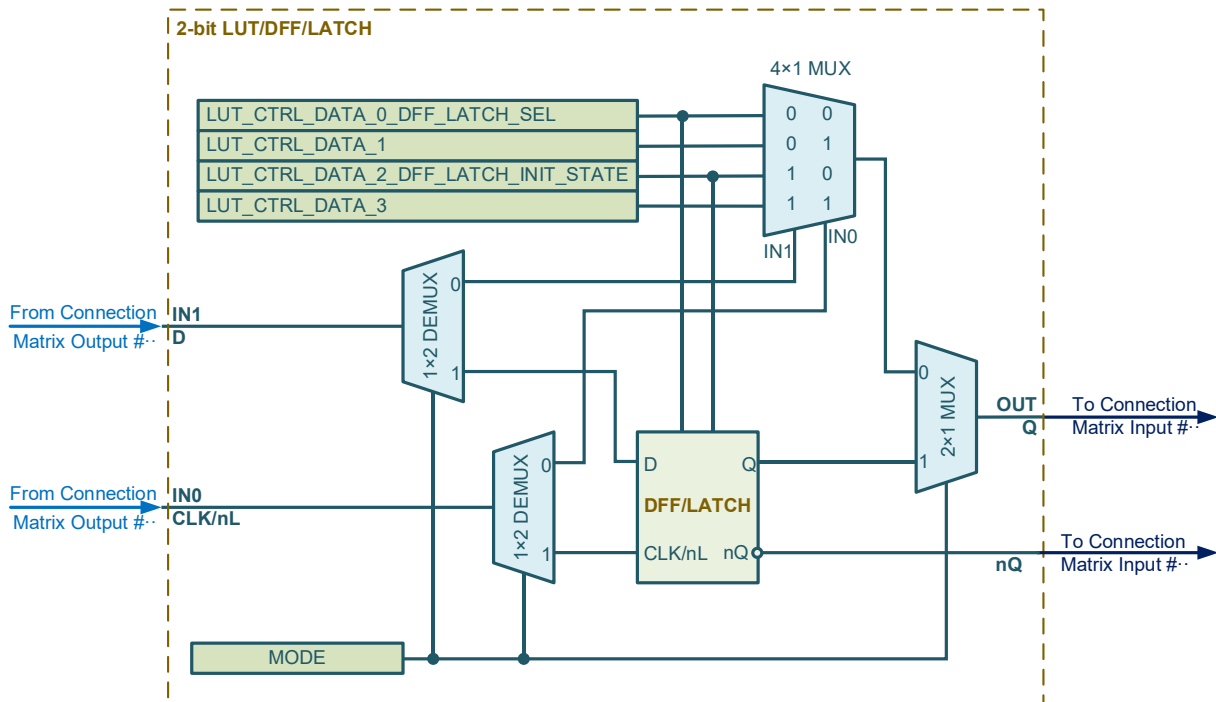 2-bit LUT/DFF/LATCH
4×1 MUX
LUT_CTRL_DATA_0_DFF_LATCH_SEL
0 0
LUT_CTRL_DATA_1
0 1
LUT_CTRL_DATA_2_DFF_LATCH_INIT_STATE
1 0
LUT_CTRL_DATA_3
1 1
IN1
IN0
1×2 DEMUX
0
1
From Connection
Matrix Output #··
IN1
D
1×2 DEMUX
0
1
From Connection
Matrix Output #··
IN0
CLK/nL
D
Q
DFF/LATCH
CLK/nL
nQ
0
2×1 MUX
1
OUT
Q
To Connection
Matrix Input #··
nQ
To Connection
Matrix Input #··
MODE